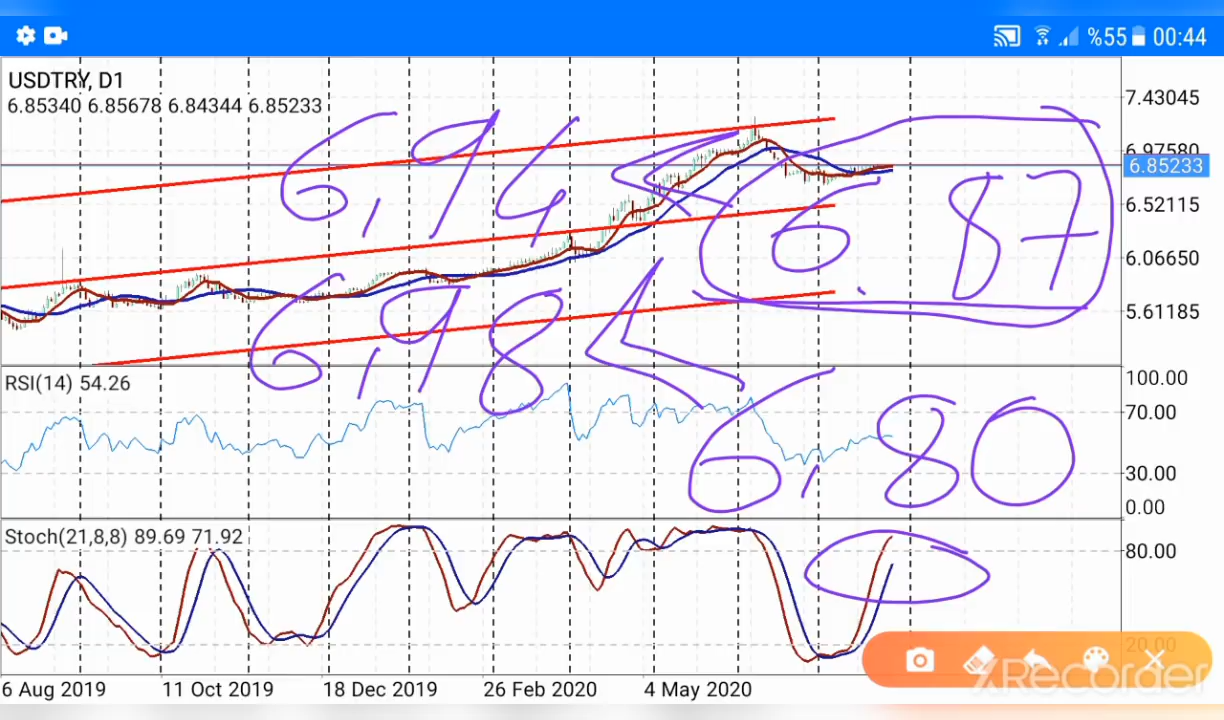 %55 00:44
USDTRY, D1
6.85340 6.85678 6.84344 6.85233
7.43045
6.97580
6.85233
6.52115
6.06650
5.61185
6,94
6.87
6,98
RSI(14) 54.26
100.00
70.00
30.00
0.00
6,80
Stoch(21,8,8) 89.69 71.92
80.00
20.00
6 Aug 2019 11 Oct 2019 18 Dec 2019 26 Feb 2020 4 May 2020
XRecorder